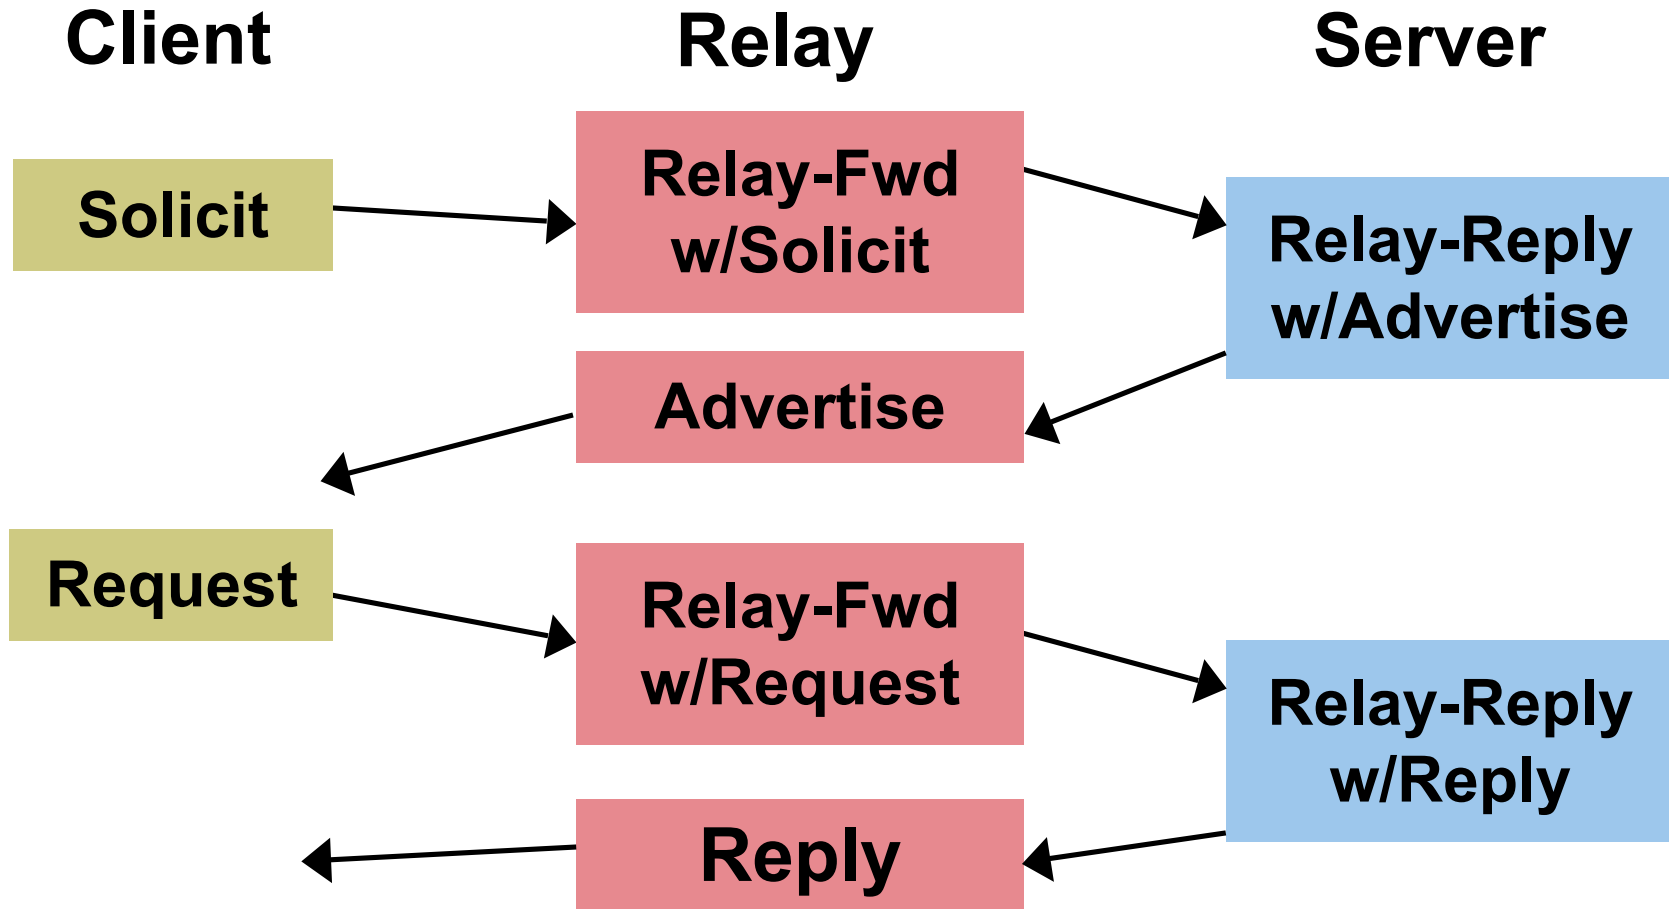 Client
Relay
Server
Solicit
Relay-Fwd
w/Solicit
Relay-Reply
w/Advertise
Advertise
Request
Relay-Fwd
w/Request
Relay-Reply
w/Reply
Reply